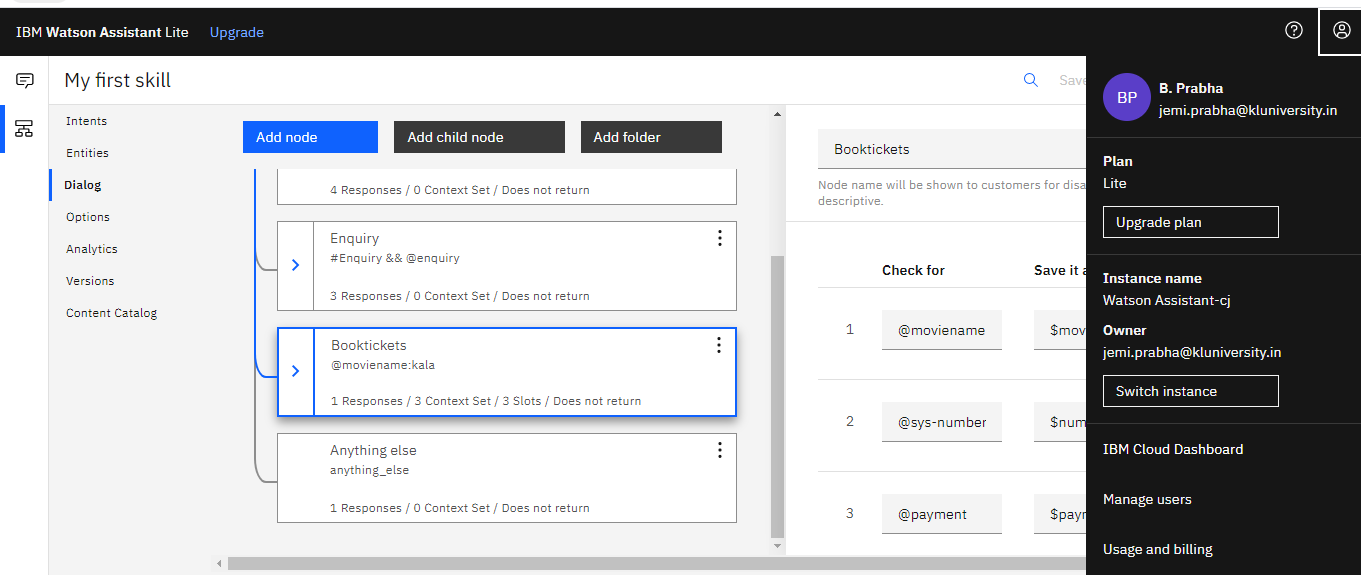 IBM Watson Assistant Lite Upgrade
My first skill
Save
Intents
Entities
Dialog
Options
Analytics
Versions
Content Catalog
Add node
Add child node
Add folder
4 Responses / 0 Context Set / Does not return
Enquiry
#Enquiry && @enquiry
3 Responses / 0 Context Set / Does not return
Booktickets
@moviename:kala
1 Responses / 3 Context Set / 3 Slots / Does not return
Anything else
anything_else
1 Responses / 0 Context Set / Does not return
Booktickets
Node name will be shown to customers for disa
descriptive.
Check for Save it a
1 @moviename $mov
2 @sys-number $num
3 @payment $payr
BP
B. Prabha
jemi.prabha@kluniversity.in
Plan
Lite
Upgrade plan
Instance name
Watson Assistant-cj
Owner
jemi.prabha@kluniversity.in
Switch instance
IBM Cloud Dashboard
Manage users
Usage and billing